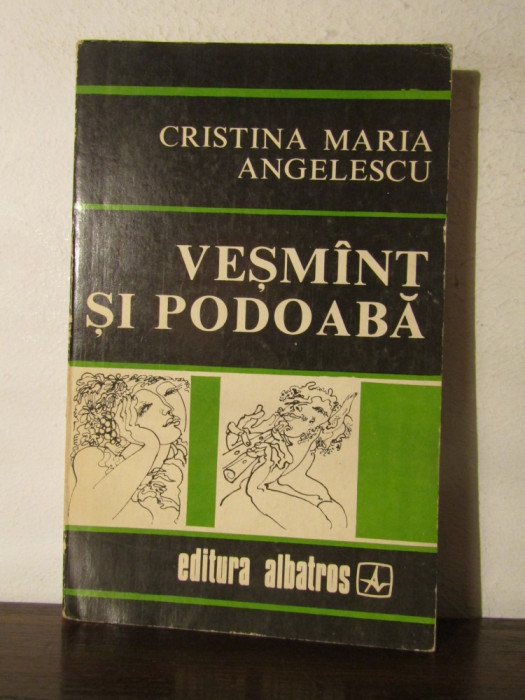 CRISTINA MARIA
ANGELESCU
VEȘMÎNT
ȘI PODOABĂ
editura albatros